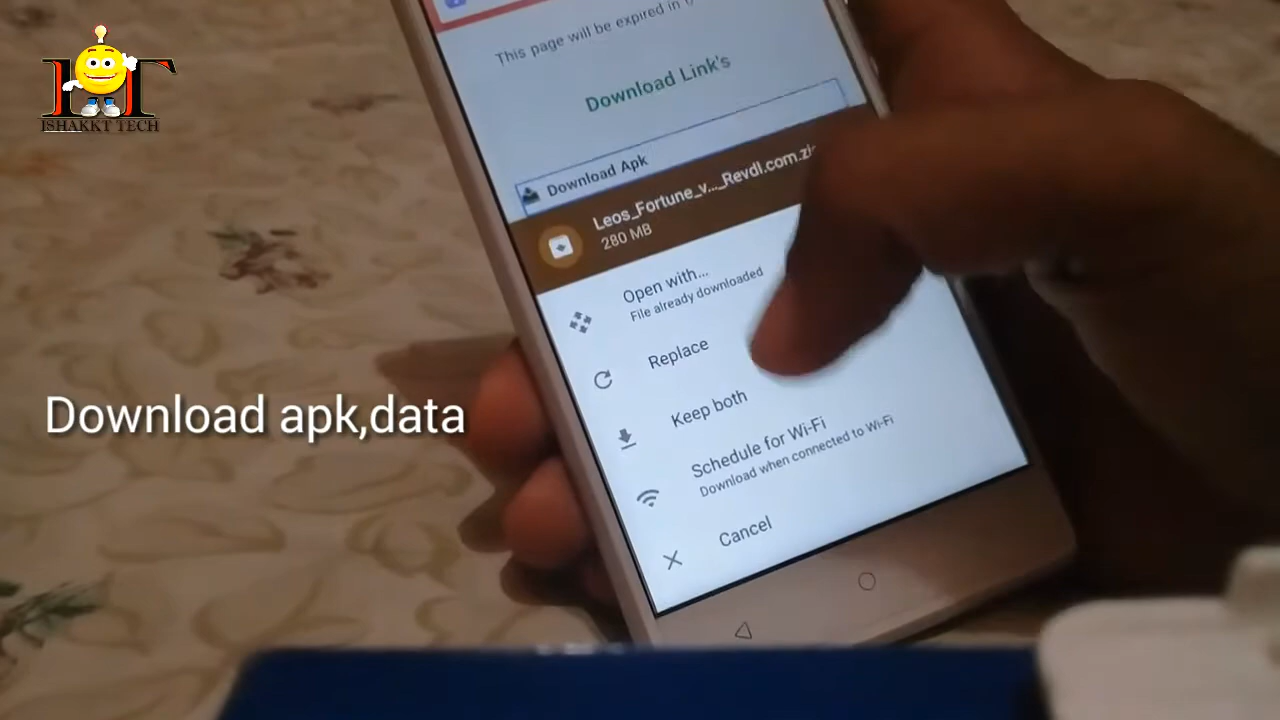 ISHAKKT TECH
This page will be expired in
Download Link's
Download Apk
Leos_Fortune_v..._Revdl.com.zi
280 MB
Open with...
File already downloaded
Replace
Keep both
Schedule for Wi-Fi
Download when connected to Wi-Fi
Cancel
Download apk,data